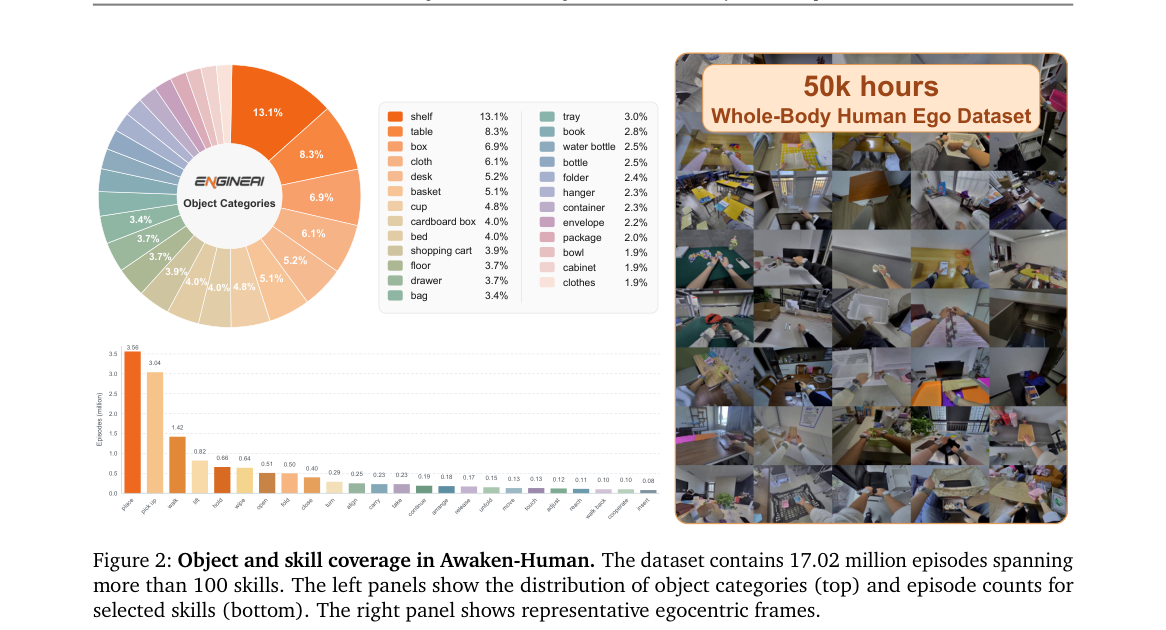 13.1%
8.3%
6.9%
6.1%
5.2%
5.1%
4.8%
4.0%
4.0%
3.9%
3.7%
3.7%
3.4%
ENGINEAI
Object Categories
shelf 13.1%
table 8.3%
box 6.9%
cloth 6.1%
desk 5.2%
basket 5.1%
cup 4.8%
cardboard box 4.0%
bed 4.0%
shopping cart 3.9%
floor 3.7%
drawer 3.7%
bag 3.4%
tray 3.0%
book 2.8%
water bottle 2.5%
bottle 2.5%
folder 2.4%
hanger 2.3%
container 2.3%
envelope 2.2%
package 2.0%
bowl 1.9%
cabinet 1.9%
clothes 1.9%
50k hours
Whole-Body Human Ego Dataset
Episodes (million)
3.5
3.0
2.5
2.0
1.5
1.0
0.5
0.0
3.56 3.04 1.42 0.82 0.66 0.64 0.51 0.50 0.40 0.29 0.25 0.23 0.23 0.19 0.18 0.17 0.15 0.13 0.13 0.12 0.11 0.10 0.10 0.08
place pick up walk lift hold wipe open fold close turn align carry take continue arrange release unfold move touch adjust reach walk back cooperate insert
Figure 2: Object and skill coverage in Awaken-Human. The dataset contains 17.02 million episodes spanning
more than 100 skills. The left panels show the distribution of object categories (top) and episode counts for
selected skills (bottom). The right panel shows representative egocentric frames.